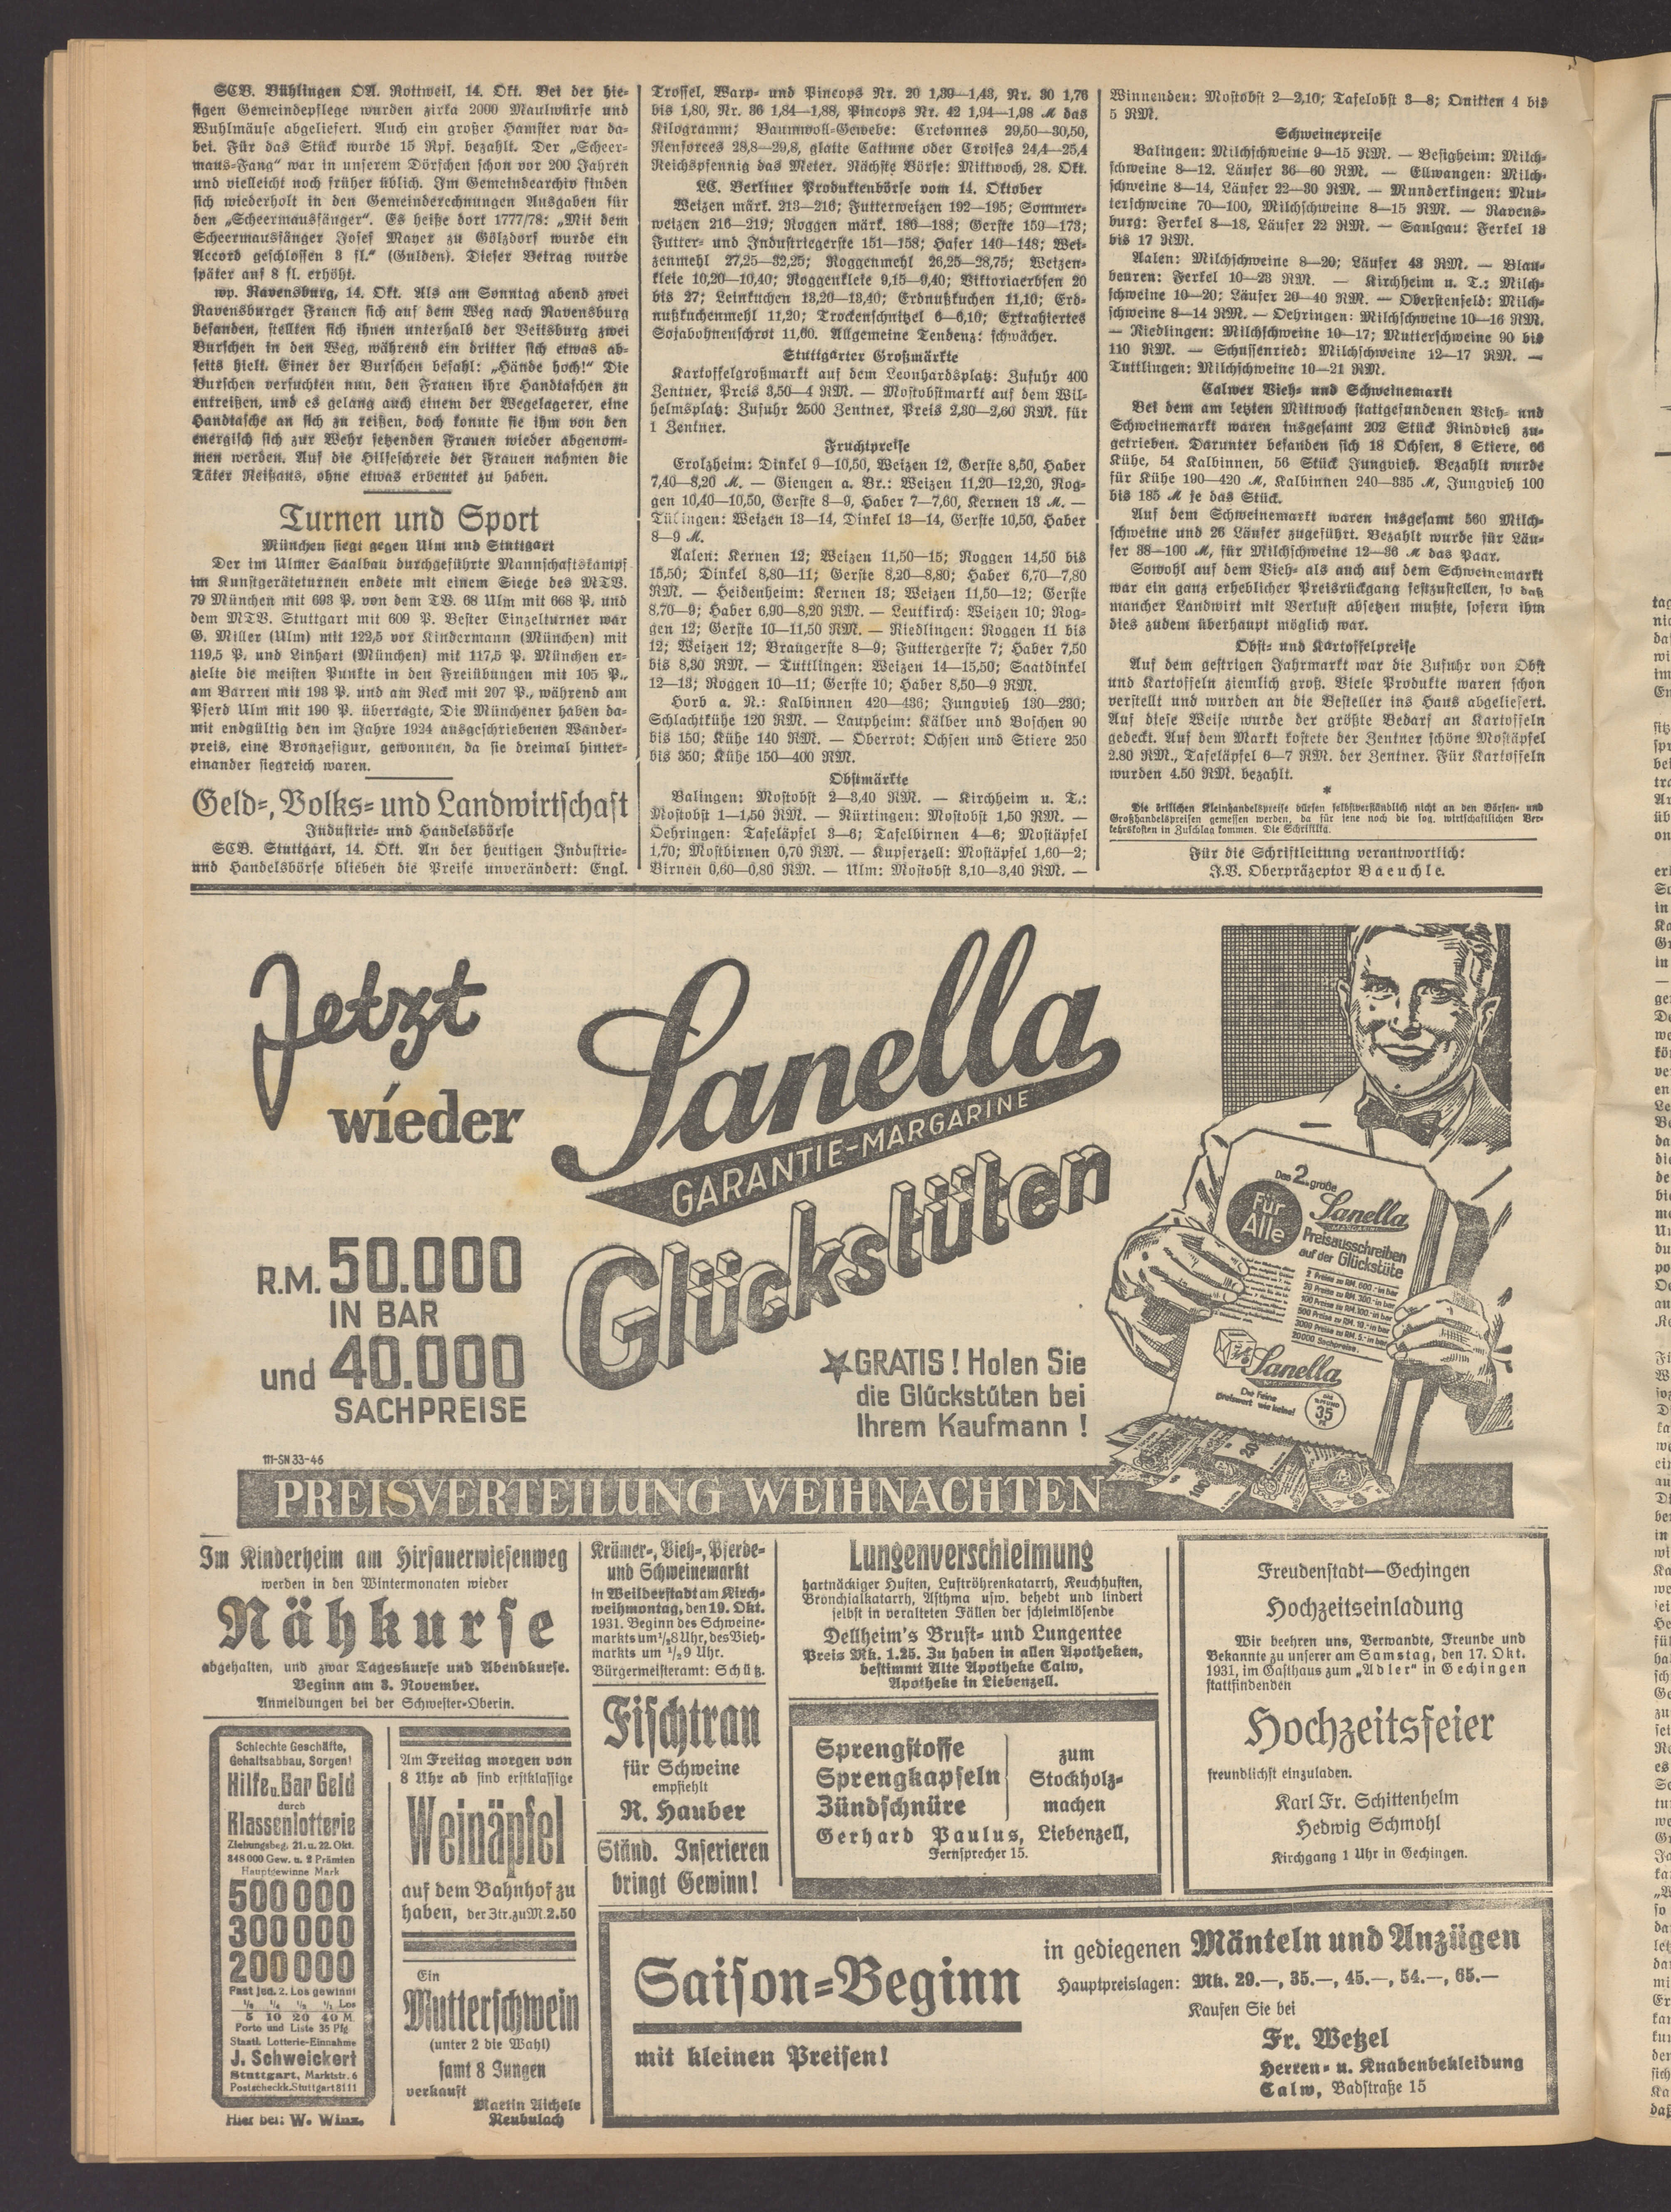 SCB. Bühlingen OA. Rottweil, 14. Okt. Bei der hie-
sigen Gemeindepflege wurden zirka 2000 Maulwürfe und
Wuhlmäuse abgeliefert. Auch ein großer Hamster war da-
bei. Für das Stück wurde 15 Rpf. bezahlt. Der „Scheer-
maus-Fang“ war in unserem Dörfchen schon vor 200 Jahren
und vielleicht noch früher üblich. Im Gemeindearchiv finden
sich wiederholt in den Gemeinderechnungen Ausgaben für
den „Scheermausfänger“. Es heiße dort 1777/78: „Mit dem
Scheermausfänger Josef Mayer zu Gölzdorf wurde ein
Accord geschlossen 3 fl.“ (Gulden). Dieser Betrag wurde
später auf 8 fl. erhöht.
wp. Ravensburg, 14. Okt. Als am Sonntag abend zwei
Ravensburger Frauen sich auf dem Weg nach Ravensburg
befanden, stellten sich ihnen unterhalb der Veitsburg zwei
Burschen in den Weg, während ein dritter sich etwas ab-
seits hielt. Einer der Burschen befahl: „Hände hoch!“ Die
Burschen versuchten nun, den Frauen ihre Handtaschen zu
entreißen, und es gelang auch einem der Wegelagerer, eine
Handtasche an sich zu reißen, doch konnte sie ihm von den
energisch sich zur Wehr setzenden Frauen wieder abgenom-
men werden. Auf die Hilfeschreie der Frauen nahmen die
Täter Reißaus, ohne etwas erbeutet zu haben.
Turnen und Sport
München siegt gegen Ulm und Stuttgart
Der im Ulmer Saalbau durchgeführte Mannschaftskampf
im Kunstgeräteturnen endete mit einem Siege des MTV.
79 München mit 693 P. von dem TV. 68 Ulm mit 668 P. und
dem MTV. Stuttgart mit 609 P. Bester Einzelturner war
G. Miller (Ulm) mit 122,5 vor Kindermann (München) mit
119,5 P. und Linhart (München) mit 117,5 P. München er-
zielte die meisten Punkte in den Freiübungen mit 105 P.,
am Barren mit 193 P. und am Reck mit 207 P., während am
Pferd Ulm mit 190 P. überragte. Die Münchener haben da-
mit endgültig den im Jahre 1924 ausgeschriebenen Wander-
preis, eine Bronzefigur, gewonnen, da sie dreimal hinter-
einander siegreich waren.
Geld-, Volks- und Landwirtschaft
Industrie- und Handelsbörse
SCB. Stuttgart, 14. Okt. An der heutigen Industrie-
und Handelsbörse blieben die Preise unverändert: Engl.
Trossel, Warp- und Pincops Nr. 20 1,39—1,43, Nr. 30 1,76
bis 1,80, Nr. 36 1,84—1,88, Pincops Nr. 42 1,94—1,98 M das
Kilogramm; Baumwoll-Gewebe: Cretonnes 29,50—30,50,
Renforces 28,8—29,8, glatte Cattune oder Croises 24,4—25,4
Reichspfennig das Meter. Nächste Börse: Mittwoch, 28. Okt.
LC. Berliner Produktenbörse vom 14. Oktober
Weizen märk. 213—216; Futterweizen 192—195; Sommer-
weizen 216—219; Roggen märk. 186—188; Gerste 159—173;
Futter- und Industriegerste 151—158; Hafer 140—148; Wei-
zenmehl 27,25—32,25; Roggenmehl 26,25—28,75; Weizen-
kleie 10,20—10,40; Roggenkleie 9,15—9,40; Viktoriaerbsen 20
bis 27; Leinkuchen 13,20—13,40; Erdnußkuchen 11,10; Erd-
nußkuchenmehl 11,20; Trockenschnitzel 6—6,10; Extrahiertes
Sojabohnenschrot 11,60. Allgemeine Tendenz: schwächer.
Stuttgarter Großmärkte
Kartoffelgroßmarkt auf dem Leonhardsplatz: Zufuhr 400
Zentner, Preis 3,50—4 RM. — Mostobstmarkt auf dem Wil-
helmsplatz: Zufuhr 2500 Zentner, Preis 2,30—2,60 RM. für
1 Zentner.
Fruchtpreise
Erolzheim: Dinkel 9—10,50, Weizen 12, Gerste 8,50, Haber
7,40—8,20 M. — Giengen a. Br.: Weizen 11,20—12,20, Rog-
gen 10,40—10,50, Gerste 8—9, Haber 7—7,60, Kernen 13 M. —
Tübingen: Weizen 13—14, Dinkel 13—14, Gerste 10,50, Haber
8—9 M.
Aalen: Kernen 12; Weizen 11,50—15; Roggen 14,50 bis
15,50; Dinkel 8,80—11; Gerste 8,20—8,80; Haber 6,70—7,80
RM. — Heidenheim: Kernen 13; Weizen 11,50—12; Gerste
8,70—9; Haber 6,90—8,20 RM. — Leutkirch: Weizen 10; Rog-
gen 12; Gerste 10—11,50 RM. — Riedlingen: Roggen 11 bis
12; Weizen 12; Braugerste 8—9; Futtergerste 7; Haber 7,50
bis 8,30 RM. — Tuttlingen: Weizen 14—15,50; Saatdinkel
12—13; Roggen 10—11; Gerste 10; Haber 8,50—9 RM.
Horb a. N.: Kalbinnen 420—436; Jungvieh 130—280;
Schlachtkühe 120 RM. — Laupheim: Kälber und Boschen 90
bis 150; Kühe 140 RM. — Oberrot: Ochsen und Stiere 250
bis 350; Kühe 150—400 RM.
Obstmärkte
Balingen: Mostobst 2—3,40 RM. — Kirchheim u. T.:
Mostobst 1—1,50 RM. — Nürtingen: Mostobst 1,50 RM. —
Oehringen: Tafeläpfel 3—6; Tafelbirnen 4—6; Mostäpfel
1,70; Mostbirnen 0,70 RM. — Kupferzell: Mostäpfel 1,60—2;
Birnen 0,60—0,80 RM. — Ulm: Mostobst 3,10—3,40 RM. —
Winnenden: Mostobst 2—2,10; Tafelobst 3—8; Quitten 4 bis
5 RM.
Schweinepreise
Balingen: Milchschweine 9—15 RM. — Besigheim: Milch-
schweine 8—12, Läufer 36—60 RM. — Ellwangen: Milch-
schweine 8—14, Läufer 22—30 RM. — Munderkingen: Mut-
terschweine 70—100, Milchschweine 8—15 RM. — Ravens-
burg: Ferkel 8—18, Läufer 22 RM. — Saulgau: Ferkel 13
bis 17 RM.
Aalen: Milchschweine 8—20; Läufer 43 RM. — Blau-
beuren: Ferkel 10—23 RM. — Kirchheim u. T.: Milch-
schweine 10—20; Läufer 20—40 RM. — Oberstenfeld: Milch-
schweine 8—14 RM. — Oehringen: Milchschweine 10—16 RM.
— Riedlingen: Milchschweine 10—17; Mutterschweine 90 bis
110 RM. — Schussenried: Milchschweine 12—17 RM. —
Tuttlingen: Milchschweine 10—21 RM.
Calwer Vieh- und Schweinemarkt
Bei dem am letzten Mittwoch stattgefundenen Vieh- und
Schweinemarkt waren insgesamt 202 Stück Rindvieh zu-
getrieben. Darunter befanden sich 18 Ochsen, 8 Stiere, 66
Kühe, 54 Kalbinnen, 56 Stück Jungvieh. Bezahlt wurde
für Kühe 190—420 M, Kalbinnen 240—335 M, Jungvieh 100
bis 185 M je das Stück.
Auf dem Schweinemarkt waren insgesamt 560 Milch-
schweine und 26 Läufer zugeführt. Bezahlt wurde für Läu-
fer 38—100 M, für Milchschweine 12—36 M das Paar.
Sowohl auf dem Vieh- als auch auf dem Schweinemarkt
war ein ganz erheblicher Preisrückgang festzustellen, so daß
mancher Landwirt mit Verlust absetzen mußte, sofern ihm
dies zudem überhaupt möglich war.
Obst- und Kartoffelpreise
Auf dem gestrigen Jahrmarkt war die Zufuhr von Obst
und Kartoffeln ziemlich groß. Viele Produkte waren schon
verstellt und wurden an die Besteller ins Haus abgeliefert.
Auf diese Weise wurde der größte Bedarf an Kartoffeln
gedeckt. Auf dem Markt kostete der Zentner schöne Mostäpfel
2.80 RM., Tafeläpfel 6—7 RM. der Zentner. Für Kartoffeln
wurden 4.50 RM. bezahlt.
*
Die örtlichen Kleinhandelspreise dürfen selbstverständlich nicht an den Börsen- und
Großhandelspreisen gemessen werden, da für jene noch die sog. wirtschaftlichen Ver-
kehrskosten in Zuschlag kommen. Die Schriftltg.
Für die Schriftleitung verantwortlich:
J.V. Oberpräzeptor Baeuchle.
Jetzt
wieder
Sanella
GARANTIE-MARGARINE
Glückstüten
R.M. 50.000
IN BAR
und 40.000
SACHPREISE
★GRATIS! Holen Sie
die Glückstüten bei
Ihrem Kaufmann!
Das 2. große
Für
Alle
Sanella
MARGARINE
Preisausschreiben
auf der Glückstüte
2 Preise zu RM. 600.- in bar
20 Preise zu RM. 300.- in bar
100 Preise zu RM. 100.- in bar
500 Preise zu RM. 10.- in bar
3000 Preise zu RM. 5.- in bar
20000 Sachpreise.
Sanella
Die Feine
Preiswert wie keine!
35
111-SN 33-46
PREISVERTEILUNG WEIHNACHTEN
100
20
Im Kinderheim am Hirsauerwiesenweg
werden in den Wintermonaten wieder
Nähkurse
abgehalten, und zwar Tageskurse und Abendkurse.
Beginn am 3. November.
Anmeldungen bei der Schwester-Oberin.
Schlechte Geschäfte,
Gehaltsabbau, Sorgen!
Hilfe u. Bar Geld
durch
Klassenlotterie
Ziehungsbeg. 21. u. 22. Okt.
348000 Gew. u. 2 Prämien
Hauptgewinne Mark
500000
300000
200000
Fast jed. 2. Los gewinnt
1/8 1/4 1/2 1/1 Los
5 10 20 40 M.
Porto und Liste 35 Pfg.
Staatl. Lotterie-Einnahme
J. Schweickert
Stuttgart, Marktstr. 6
Postscheckk. Stuttgart 8111
Hier bei: W. Winz.
Am Freitag morgen von
8 Uhr ab sind erstklassige
Weinäpfel
auf dem Bahnhof zu
haben, der Ztr. zu M. 2.50
Ein
Mutterschwein
(unter 2 die Wahl)
samt 8 Jungen
verkauft
Martin Aichele
Neubulach
Krämer-, Vieh-, Pferde-
und Schweinemarkt
in Weilderstadt am Kirch-
weihmontag, den 19. Okt.
1931. Beginn des Schweine-
markts um 1/2 8 Uhr, des Vieh-
markts um 1/2 9 Uhr.
Bürgermeisteramt: Schütz.
Fischtran
für Schweine
empfiehlt
R. Hauber
Ständ. Inserieren
bringt Gewinn!
Lungenverschleimung
hartnäckiger Husten, Luftröhrenkatarrh, Keuchhusten,
Bronchialkatarrh, Asthma usw. behebt und lindert
selbst in veralteten Fällen der schleimlösende
Dellheim's Brust- und Lungentee
Preis Mk. 1.25. Zu haben in allen Apotheken,
bestimmt Alte Apotheke Calw,
Apotheke in Liebenzell.
Sprengstoffe
Sprengkapseln
Zündschnüre
zum
Stockholz-
machen
Gerhard Paulus, Liebenzell,
Fernsprecher 15.
Freudenstadt—Gechingen
Hochzeitseinladung
Wir beehren uns, Verwandte, Freunde und
Bekannte zu unserer am Samstag, den 17. Okt.
1931, im Gasthaus zum „Adler“ in Gechingen
stattfindenden
Hochzeitsfeier
freundlichst einzuladen.
Karl Fr. Schittenhelm
Hedwig Schmohl
Kirchgang 1 Uhr in Gechingen.
Saison-Beginn
mit kleinen Preisen!
in gediegenen Mänteln und Anzügen
Hauptpreislagen: Mk. 29.—, 35.—, 45.—, 54.—, 65.—
Kaufen Sie bei
Fr. Wetzel
Herren- u. Knabenbekleidung
Calw, Badstraße 15